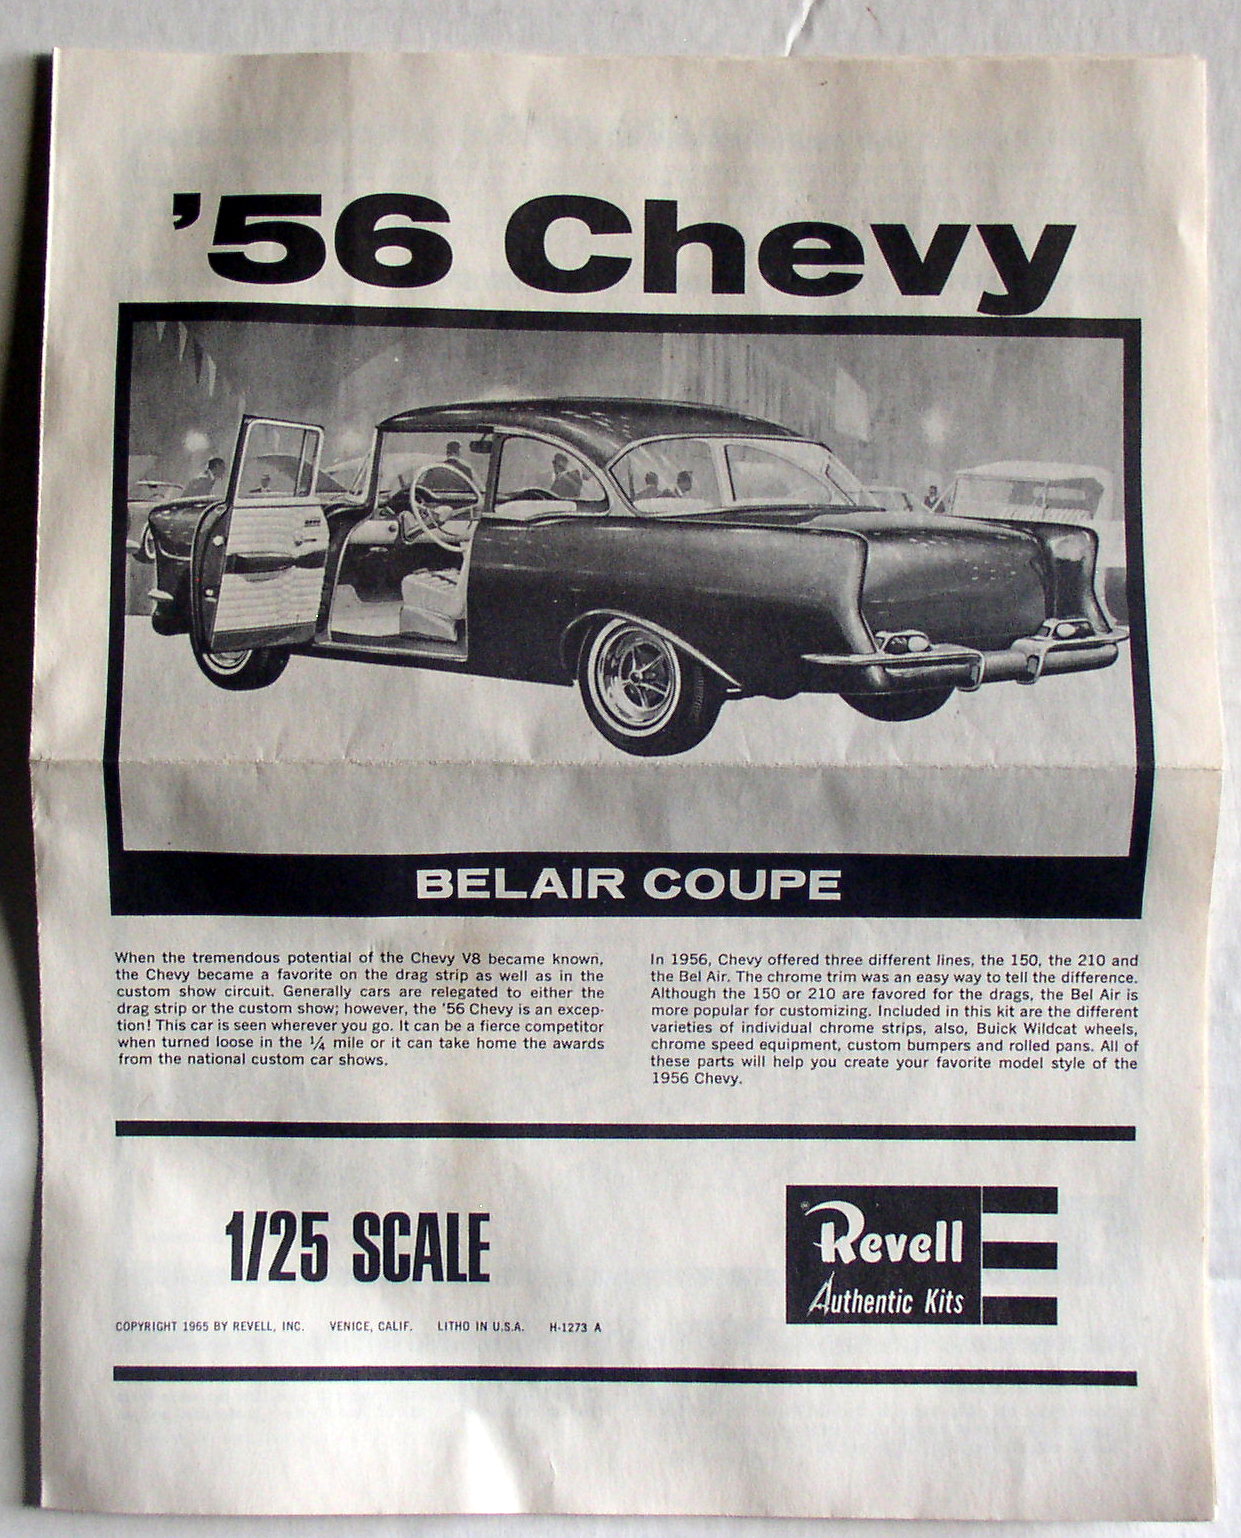 '56 Chevy
BELAIR COUPE
When the tremendous potential of the Chevy V8 became known,
the Chevy became a favorite on the drag strip as well as in the
custom show circuit. Generally cars are relegated to either the
drag strip or the custom show; however, the '56 Chevy is an excep-
tion! This car is seen wherever you go. It can be a fierce competitor
when turned loose in the ¼ mile or it can take home the awards
from the national custom car shows.
In 1956, Chevy offered three different lines, the 150, the 210 and
the Bel Air. The chrome trim was an easy way to tell the difference.
Although the 150 or 210 are favored for the drags, the Bel Air is
more popular for customizing. Included in this kit are the different
varieties of individual chrome strips, also, Buick Wildcat wheels,
chrome speed equipment, custom bumpers and rolled pans. All of
these parts will help you create your favorite model style of the
1956 Chevy.
1/25 SCALE
®
Revell
Authentic Kits
COPYRIGHT 1965 BY REVELL, INC. VENICE, CALIF. LITHO IN U.S.A. H-1273 A